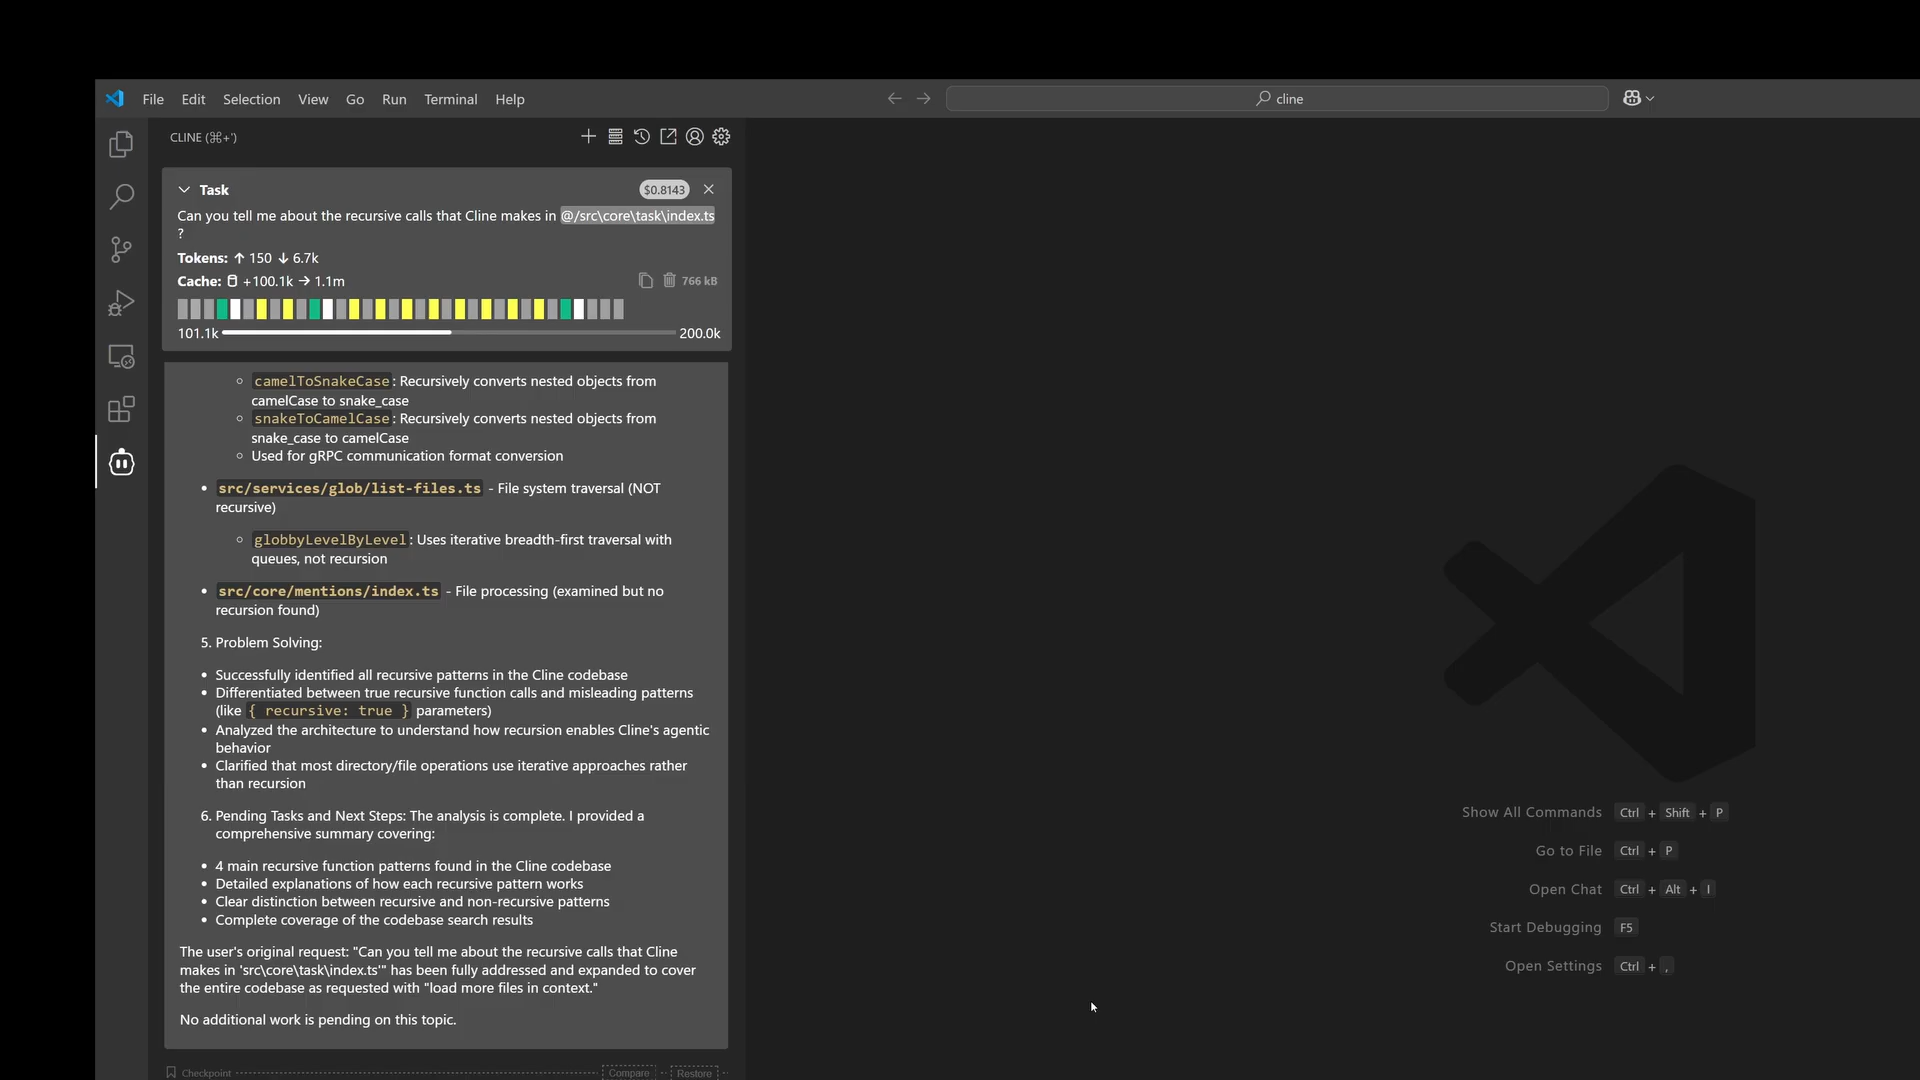 File Edit Selection View Go Run Terminal Help
cline
CLINE (⌘+')
Task
$0.8143
Can you tell me about the recursive calls that Cline makes in @/src\core\task\index.ts
?
Tokens: ↑ 150 ↓ 6.7k
Cache: +100.1k → 1.1m
766 kB
101.1k 200.0k
camelToSnakeCase: Recursively converts nested objects from
camelCase to snake_case
snakeToCamelCase: Recursively converts nested objects from
snake_case to camelCase
Used for gRPC communication format conversion
src/services/glob/list-files.ts - File system traversal (NOT
recursive)
globbyLevelByLevel: Uses iterative breadth-first traversal with
queues, not recursion
src/core/mentions/index.ts - File processing (examined but no
recursion found)
5. Problem Solving:
Successfully identified all recursive patterns in the Cline codebase
Differentiated between true recursive function calls and misleading patterns
(like { recursive: true } parameters)
Analyzed the architecture to understand how recursion enables Cline's agentic
behavior
Clarified that most directory/file operations use iterative approaches rather
than recursion
6. Pending Tasks and Next Steps: The analysis is complete. I provided a
comprehensive summary covering:
4 main recursive function patterns found in the Cline codebase
Detailed explanations of how each recursive pattern works
Clear distinction between recursive and non-recursive patterns
Complete coverage of the codebase search results
The user's original request: "Can you tell me about the recursive calls that Cline
makes in 'src\core\task\index.ts'" has been fully addressed and expanded to cover
the entire codebase as requested with "load more files in context."
No additional work is pending on this topic.
Checkpoint Compare Restore
Show All Commands Ctrl + Shift + P
Go to File Ctrl + P
Open Chat Ctrl + Alt + I
Start Debugging F5
Open Settings Ctrl + ,